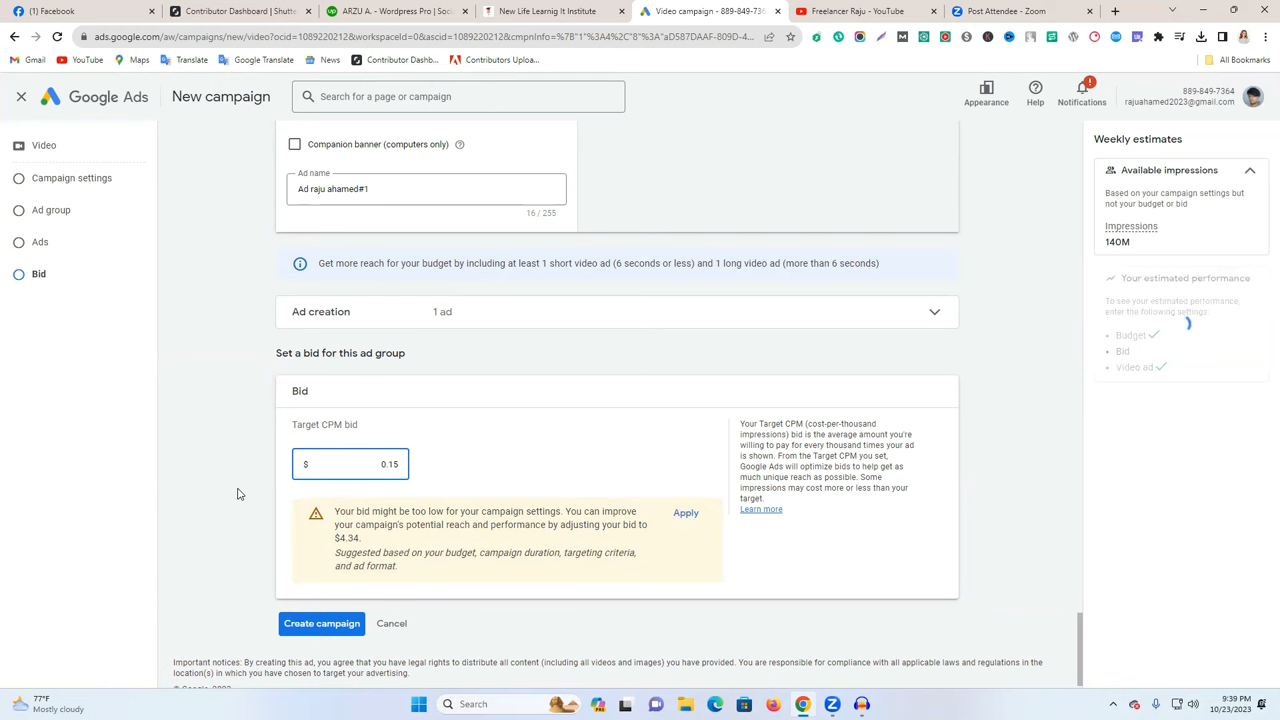 (1) Facebook
Contributor Dashboard | Shutte
ARZU A. - Wordpress Pro | Soci
New Life Learnig It Institute
Video campaign - 889-849-736
Freelancer Raju - YouTube
Post Attendee - Zoom
ads.google.com/aw/campaigns/new/video?ocid=1089220212&workspaceId=0&ascid=1089220212&cmpnInfo=%7B"1"%3A4%2C"8"%3A"aD587DAAF-809D-4...
Gmail
YouTube
Maps
Translate
Google Translate
News
Contributor Dashb...
Contributors Uploa...
All Bookmarks
Google Ads
New campaign
Search for a page or campaign
Appearance
Help
Notifications
889-849-7364
rajuahamed2023@gmail.com
Video
Campaign settings
Ad group
Ads
Bid
Companion banner (computers only)
Ad name
Ad raju ahamed#1
16 / 255
Get more reach for your budget by including at least 1 short video ad (6 seconds or less) and 1 long video ad (more than 6 seconds)
Ad creation
1 ad
Set a bid for this ad group
Bid
Target CPM bid
$ 0.15
Your bid might be too low for your campaign settings. You can improve
your campaign's potential reach and performance by adjusting your bid to
$4.34.
Suggested based on your budget, campaign duration, targeting criteria,
and ad format.
Apply
Your Target CPM (cost-per-thousand
impressions) bid is the average amount you're
willing to pay for every thousand times your ad
is shown. From the Target CPM you set,
Google Ads will optimize bids to help get as
much unique reach as possible. Some
impressions may cost more or less than your
target.
Learn more
Create campaign
Cancel
Important notices: By creating this ad, you agree that you have legal rights to distribute all content (including all videos and images) you have provided. You are responsible for compliance with all applicable laws and regulations in the
location(s) in which you have chosen to target your advertising.
Weekly estimates
Available impressions
Based on your campaign settings but
not your budget or bid
Impressions
140M
Your estimated performance
To see your estimated performance,
enter the following settings:
Budget
Bid
Video ad
77°F
Mostly cloudy
Search
9:39 PM
10/23/2023